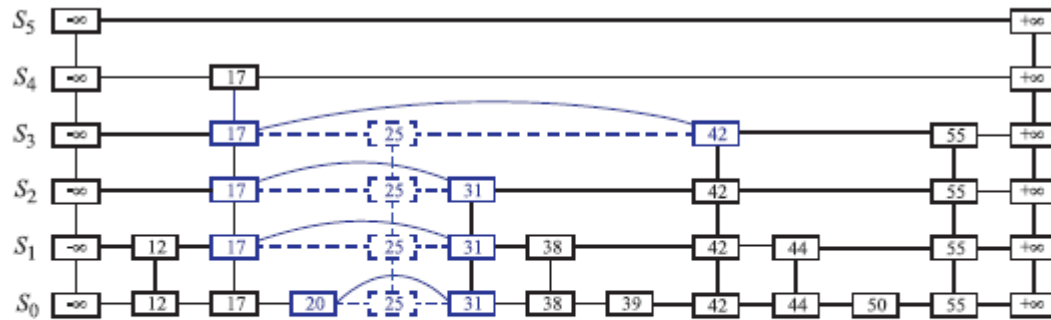 S5 -∞ +∞
S4 -∞ 17 +∞
S3 -∞ 17 25 42 55 +∞
S2 -∞ 17 25 31 42 55 +∞
S1 -∞ 12 17 25 31 38 42 44 55 +∞
S0 -∞ 12 17 20 25 31 38 39 42 44 50 55 +∞